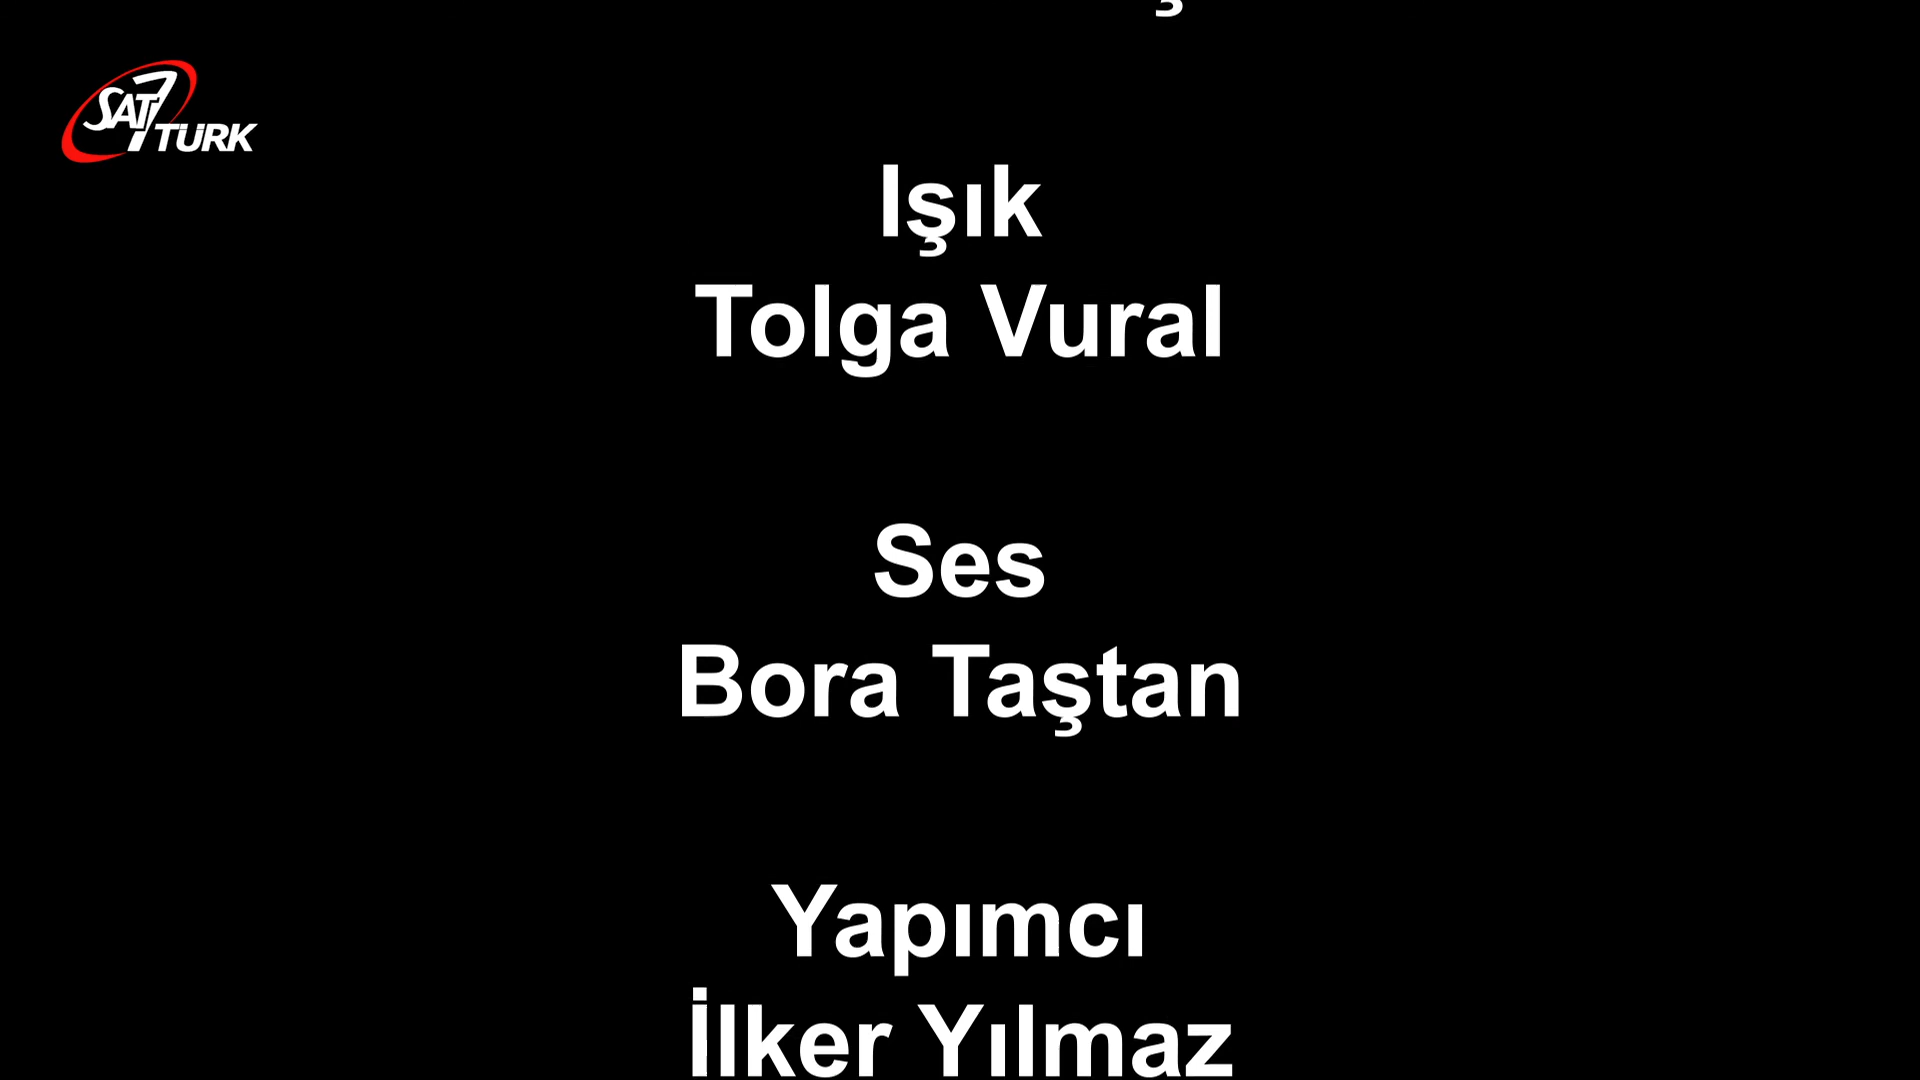 SAT7 TÜRK
Işık
Tolga Vural
Ses
Bora Taştan
Yapımcı
İlker Yılmaz